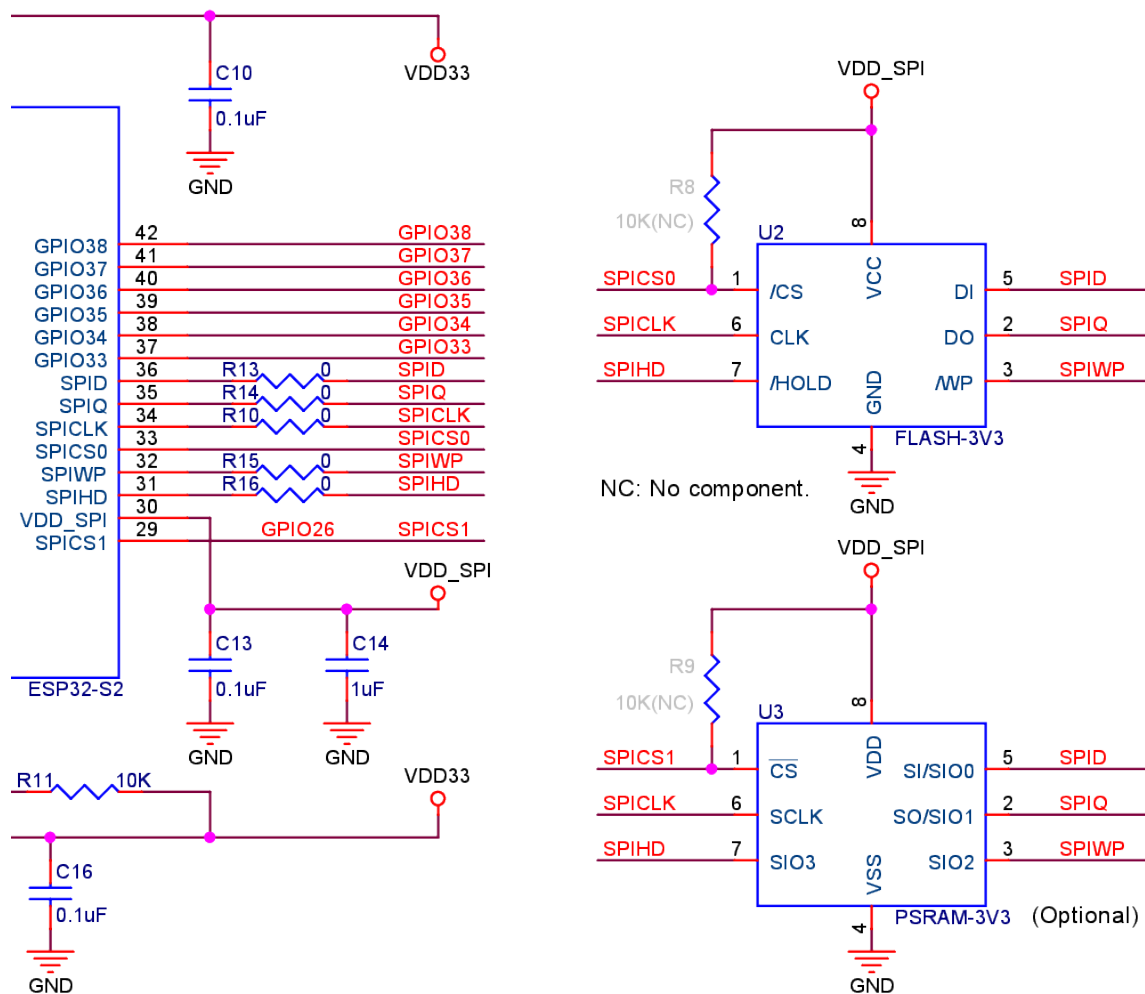 C10
0.1uF
GND
VDD33
GPIO38 42 GPIO38
GPIO37 41 GPIO37
GPIO36 40 GPIO36
GPIO35 39 GPIO35
GPIO34 38 GPIO34
GPIO33 37 GPIO33
SPID 36 R13 0 SPID
SPIQ 35 R14 0 SPIQ
SPICLK 34 R10 0 SPICLK
SPICS0 33 SPICS0
SPIWP 32 R15 0 SPIWP
SPIHD 31 R16 0 SPIHD
VDD_SPI 30
SPICS1 29 GPIO26 SPICS1
VDD_SPI
C13
0.1uF
GND
C14
1uF
GND
ESP32-S2
R11 10K
VDD33
C16
0.1uF
GND
VDD_SPI
R8
10K(NC)
U2
8
VCC
SPICS0 1 /CS DI 5 SPID
SPICLK 6 CLK DO 2 SPIQ
SPIHD 7 /HOLD /WP 3 SPIWP
GND
4
FLASH-3V3
GND
NC: No component.
VDD_SPI
R9
10K(NC)
U3
8
VDD
SPICS1 1 CS SI/SIO0 5 SPID
SPICLK 6 SCLK SO/SIO1 2 SPIQ
SPIHD 7 SIO3 SIO2 3 SPIWP
VSS
4
PSRAM-3V3 (Optional)
GND